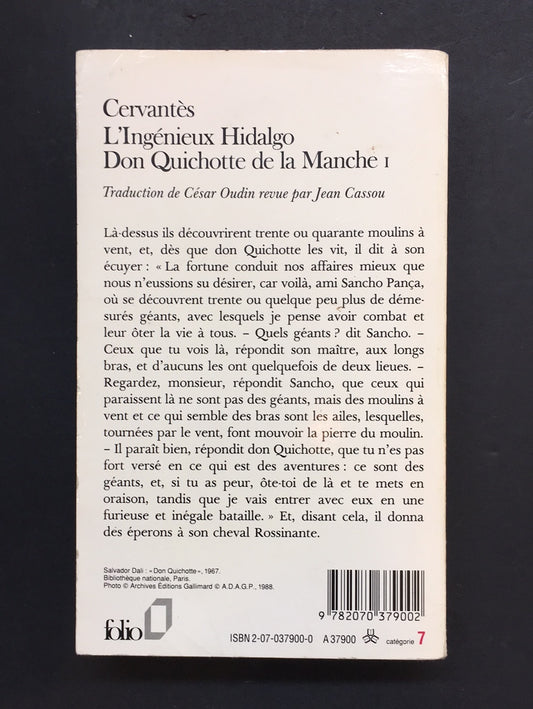 Cervantès
L'Ingénieux Hidalgo
Don Quichotte de la Manche I
Traduction de César Oudin revue par Jean Cassou
Là-dessus ils découvrirent trente ou quarante moulins à
vent, et, dès que don Quichotte les vit, il dit à son
écuyer : « La fortune conduit nos affaires mieux que
nous n'eussions su désirer, car voilà, ami Sancho Pança,
où se découvrent trente ou quelque peu plus de déme-
surés géants, avec lesquels je pense avoir combat et
leur ôter la vie à tous. – Quels géants ? dit Sancho. –
Ceux que tu vois là, répondit son maître, aux longs
bras, et d'aucuns les ont quelquefois de deux lieues. –
Regardez, monsieur, répondit Sancho, que ceux qui
paraissent là ne sont pas des géants, mais des moulins à
vent et ce qui semble des bras sont les ailes, lesquelles,
tournées par le vent, font mouvoir la pierre du moulin.
– Il paraît bien, répondit don Quichotte, que tu n'es pas
fort versé en ce qui est des aventures : ce sont des
géants, et, si tu as peur, ôte-toi de là et te mets en
oraison, tandis que je vais entrer avec eux en une
furieuse et inégale bataille. » Et, disant cela, il donna
des éperons à son cheval Rossinante.
Salvador Dali : «Don Quichotte», 1967.
Bibliothèque nationale, Paris.
Photo © Archives Éditions Gallimard © A.D.A.G.P., 1988.
9 782070 379002
folio
ISBN 2-07-037900-0 A 37900 catégorie 7